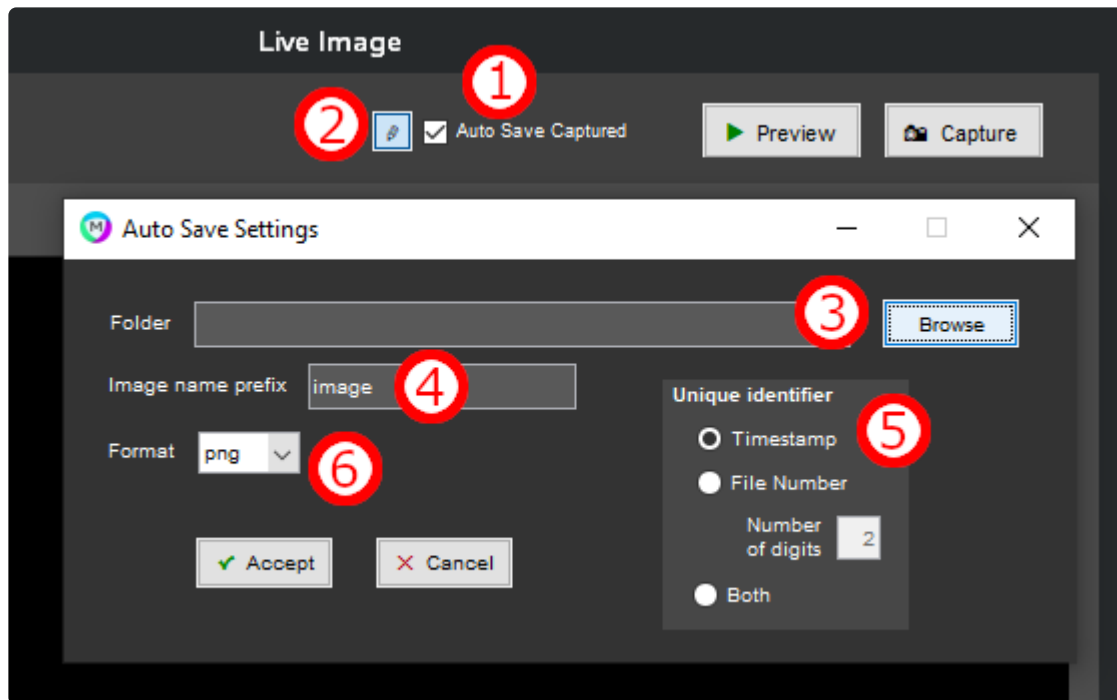 Live Image
1
2
Auto Save Captured
Preview
Capture
M
Auto Save Settings
Folder
3
Browse
Image name prefix
image
4
Unique identifier
Format
png
6
Timestamp
5
File Number
Number
of digits
2
Accept
Cancel
Both